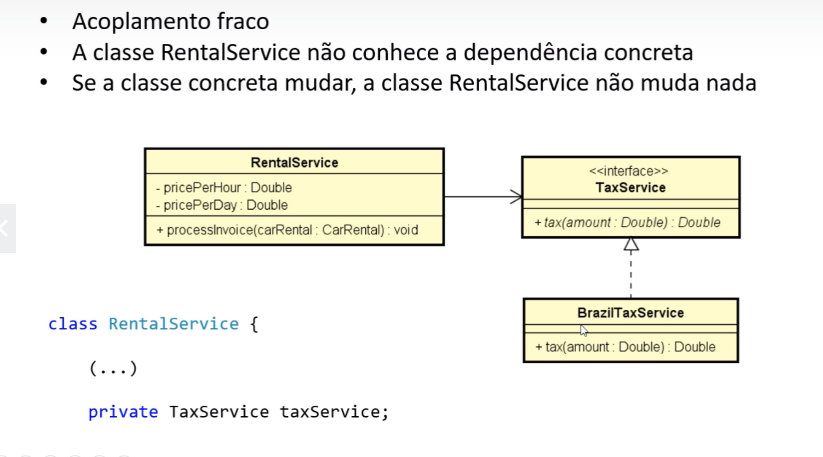 • Acoplamento fraco
• A classe RentalService não conhece a dependência concreta
• Se a classe concreta mudar, a classe RentalService não muda nada
RentalService
- pricePerHour : Double
- pricePerDay : Double
+ processInvoice(carRental : CarRental) : void
<<interface>>
TaxService
+ tax(amount : Double) : Double
BrazilTaxService
+ tax(amount : Double) : Double
class RentalService {
(...)
private TaxService taxService;